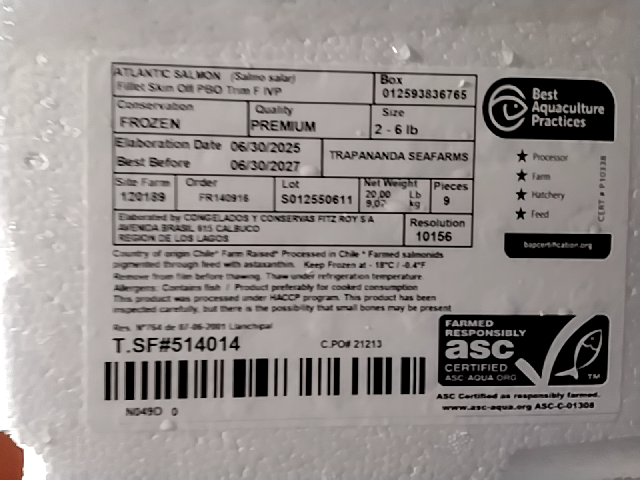 ATLANTIC SALMON (Salmo salar)
Fillet Skin Off PBO Trim F IVP
Box
012593836765
Conservation
FROZEN
Quality
PREMIUM
Size
2 - 6 lb
Elaboration Date 06/30/2025
Best Before 06/30/2027
TRAPANANDA SEAFARMS
Site Farm
120189
Order
FR140916
Lot
S012550611
Net Weight
20,00 Lb
9,07 kg
Pieces
9
Elaborated by CONGELADOS Y CONSERVAS FITZ ROY S A
AVENIDA BRASIL 815 CALBUCO
REGION DE LOS LAGOS
Resolution
10156
Country of origin Chile* Farm Raised* Processed in Chile * Farmed salmonids
pigmented through feed with astaxanthin. Keep Frozen at - 18°C / -0.4°F
Remove from film before thawing. Thaw under refrigeration temperature
Allergens: Contains fish / Product preferably for cooked consumption
This product was processed under HACCP program. This product has been
inspected carefully, but there is the possibility that small bones may be present
Res. N°764 de 07-06-2001 Llanchipal
T.SF#514014
C.PO# 21213
N049D 0
Best
Aquaculture
Practices
Processor
Farm
Hatchery
Feed
CERT # P10338
bapcertification.org
FARMED
RESPONSIBLY
asc
CERTIFIED
ASC-AQUA.ORG
TM
ASC Certified as responsibly farmed.
www.asc-aqua.org ASC-C-01308